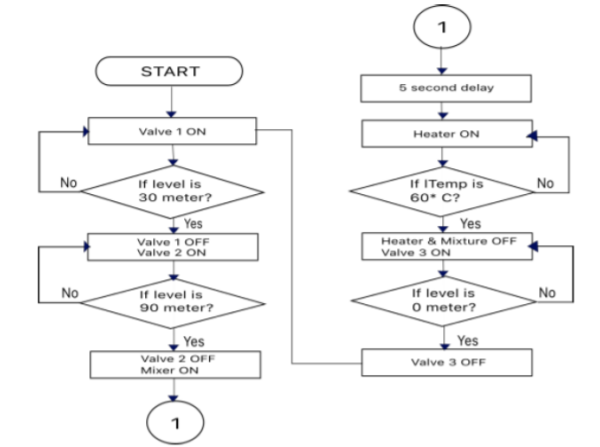 START
Valve 1 ON
If level is
30 meter?
No
Yes
Valve 1 OFF
Valve 2 ON
If level is
90 meter?
No
Yes
Valve 2 OFF
Mixer ON
1
1
5 second delay
Heater ON
If lTemp is
60* C?
No
Yes
Heater & Mixture OFF
Valve 3 ON
If level is
0 meter?
No
Yes
Valve 3 OFF